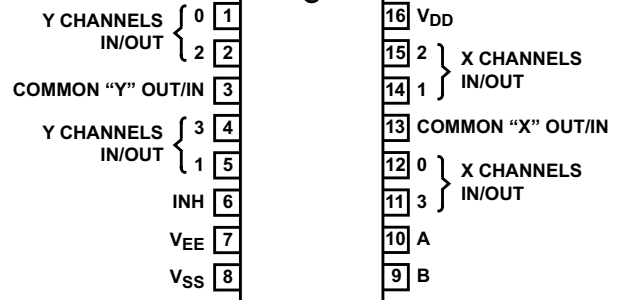 Y CHANNELS IN/OUT
0 1
2 2
COMMON “Y” OUT/IN 3
Y CHANNELS IN/OUT
3 4
1 5
INH 6
VEE 7
VSS 8
16 VDD
15 2
14 1
X CHANNELS IN/OUT
13 COMMON “X” OUT/IN
12 0
11 3
X CHANNELS IN/OUT
10 A
9 B